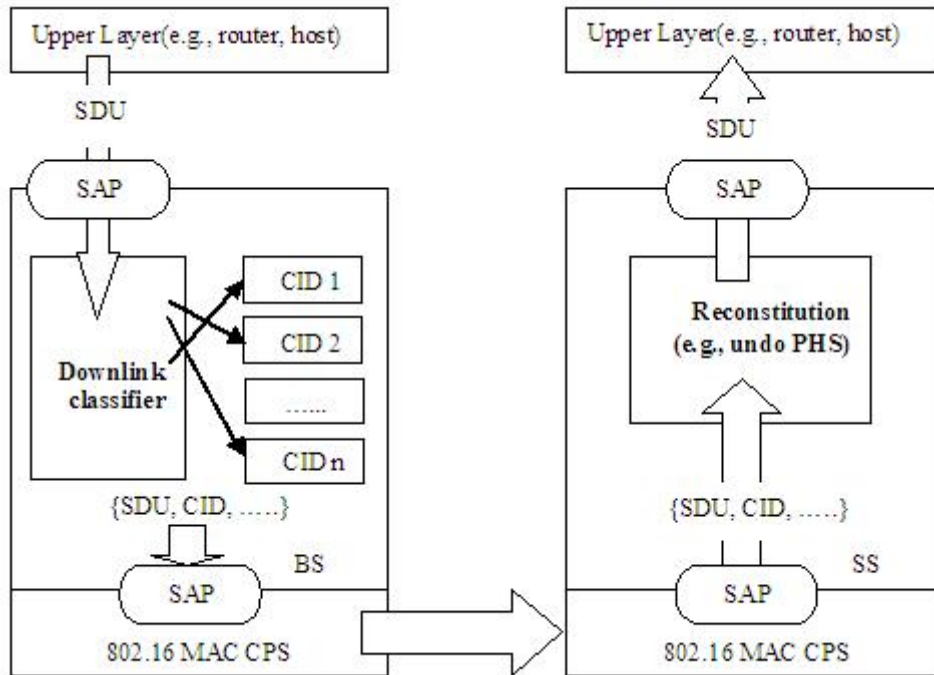 Upper Layer(e.g., router, host)
SDU
SAP
Downlink
classifier
CID 1
CID 2
......
CID n
{SDU, CID, .....}
BS
SAP
802.16 MAC CPS
Upper Layer(e.g., router, host)
SDU
SAP
Reconstitution
(e.g., undo PHS)
{SDU, CID, .....}
SS
SAP
802.16 MAC CPS